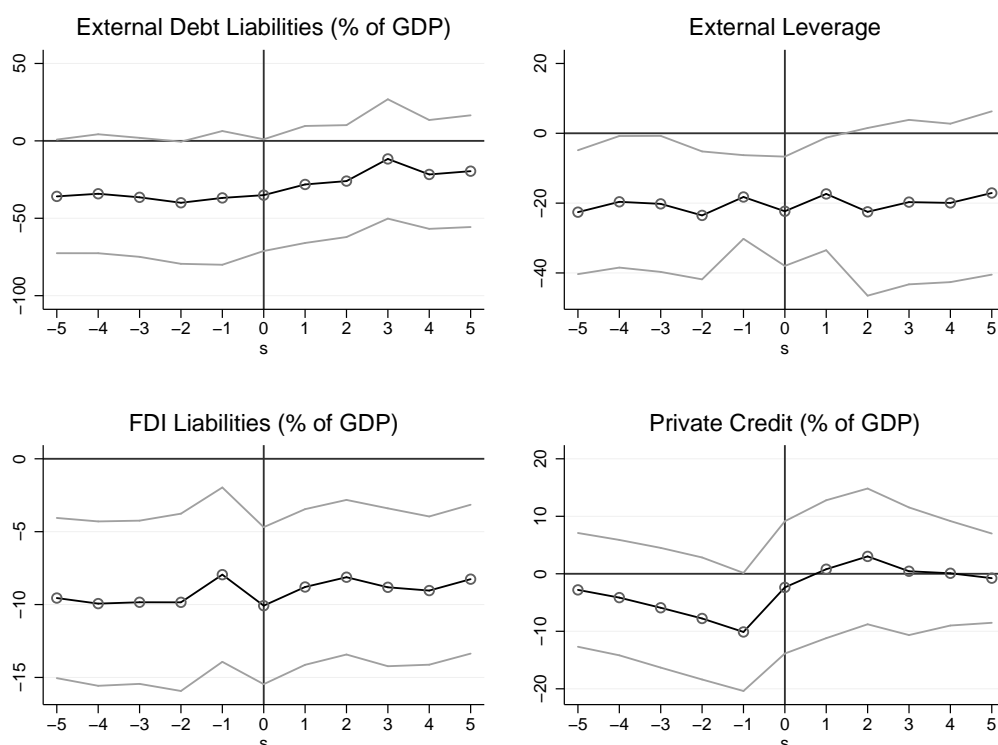 External Debt Liabilities (% of GDP)
50
0
−50
−100
−5 −4 −3 −2 −1 0 1 2 3 4 5
s
External Leverage
20
0
−20
−40
−5 −4 −3 −2 −1 0 1 2 3 4 5
s
FDI Liabilities (% of GDP)
0
−5
−10
−15
−5 −4 −3 −2 −1 0 1 2 3 4 5
s
Private Credit (% of GDP)
20
10
0
−10
−20
−5 −4 −3 −2 −1 0 1 2 3 4 5
s